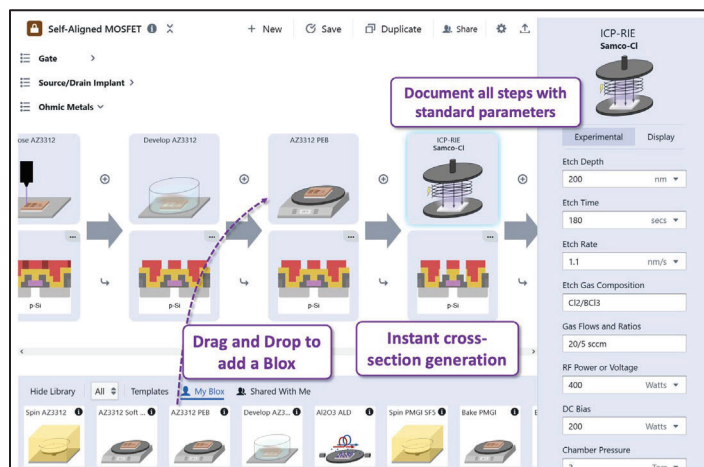 Self-Aligned MOSFET
+ New
Save
Duplicate
Share
Gate
Source/Drain Implant
Ohmic Metals
Document all steps with
standard parameters
ICP-RIE
Samco-Cl
ose AZ3312
Develop AZ3312
AZ3312 PEB
ICP-RIE
Samco-Cl
p-Si
p-Si
p-Si
p-Si
Drag and Drop to
add a Blox
Instant cross-
section generation
Hide Library
All
Templates
My Blox
Shared With Me
Spin AZ3312
AZ3312 Soft ...
AZ3312 PEB
Develop AZ3...
Al2O3 ALD
Spin PMGI SF5
Bake PMGI
E
Experimental
Display
Etch Depth
200 nm
Etch Time
180 secs
Etch Rate
1.1 nm/s
Etch Gas Composition
Cl2/BCl3
Gas Flows and Ratios
20/5 sccm
RF Power or Voltage
400 Watts
DC Bias
200 Watts
Chamber Pressure